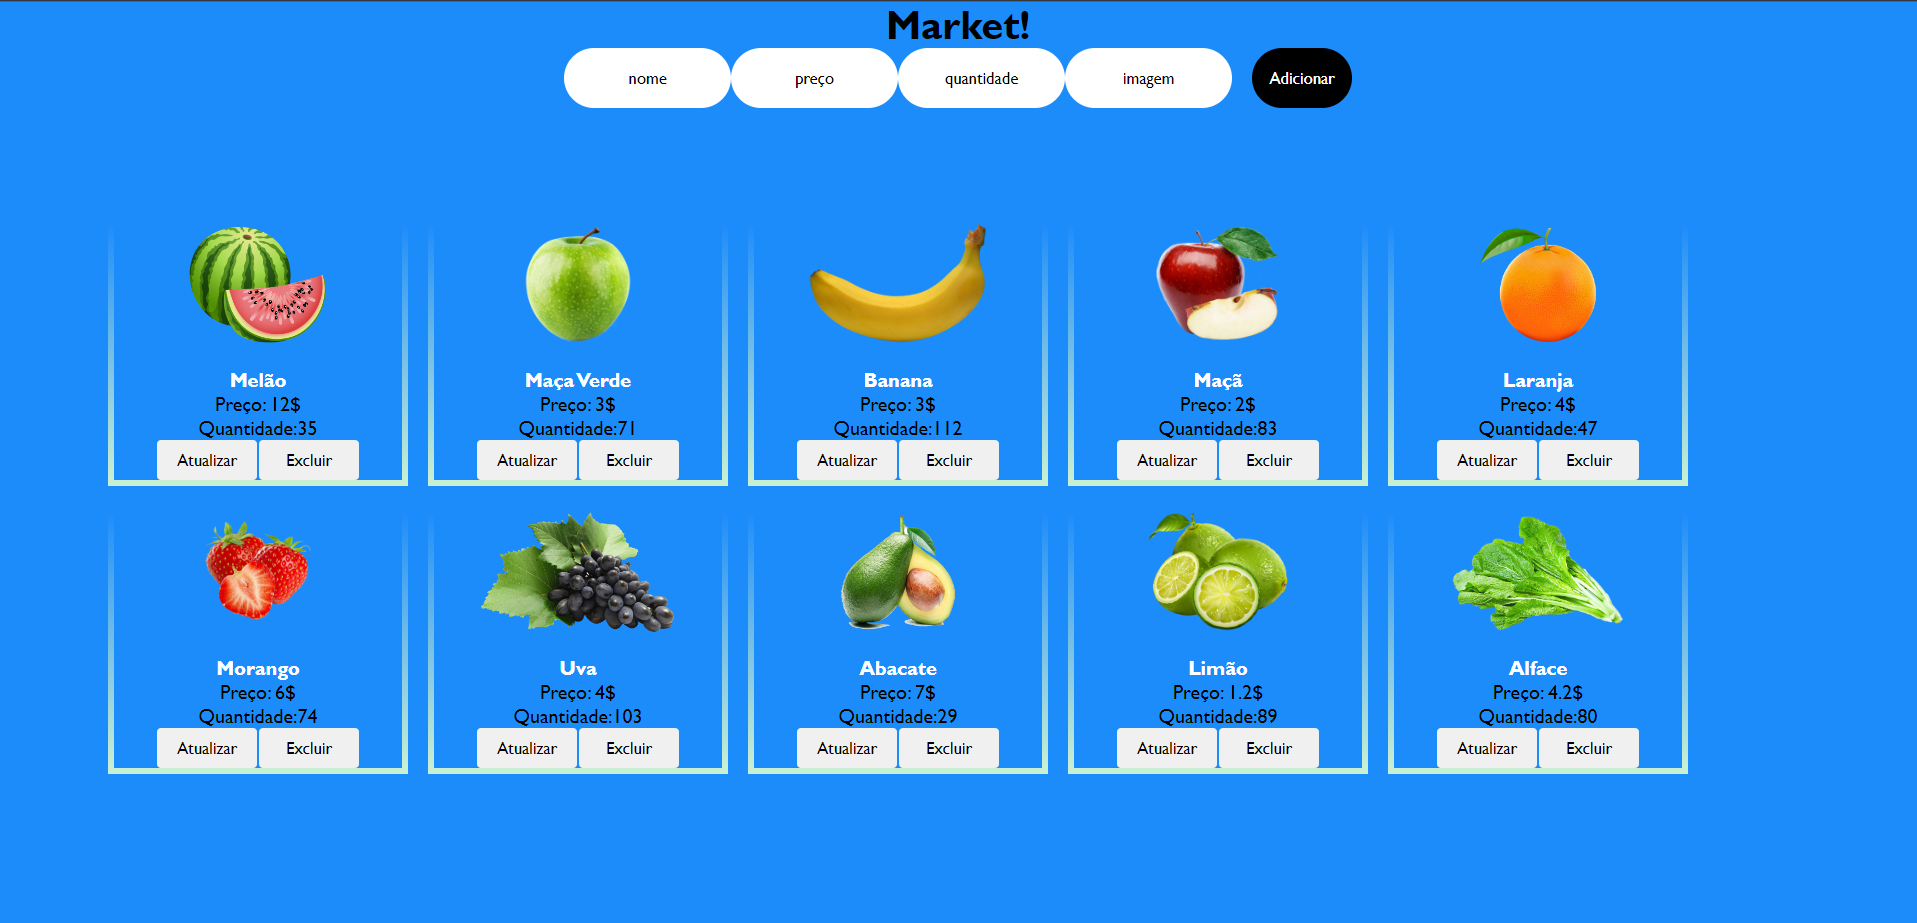 Market!
nome preço quantidade imagem Adicionar
Melão Maça Verde Banana Maçã Laranja
Preço: 12$ Preço: 3$ Preço: 3$ Preço: 2$ Preço: 4$
Quantidade:35 Quantidade:71 Quantidade:112 Quantidade:83 Quantidade:47
Atualizar Excluir Atualizar Excluir Atualizar Excluir Atualizar Excluir Atualizar Excluir
Morango Uva Abacate Limão Alface
Preço: 6$ Preço: 4$ Preço: 7$ Preço: 1.2$ Preço: 4.2$
Quantidade:74 Quantidade:103 Quantidade:29 Quantidade:89 Quantidade:80
Atualizar Excluir Atualizar Excluir Atualizar Excluir Atualizar Excluir Atualizar Excluir